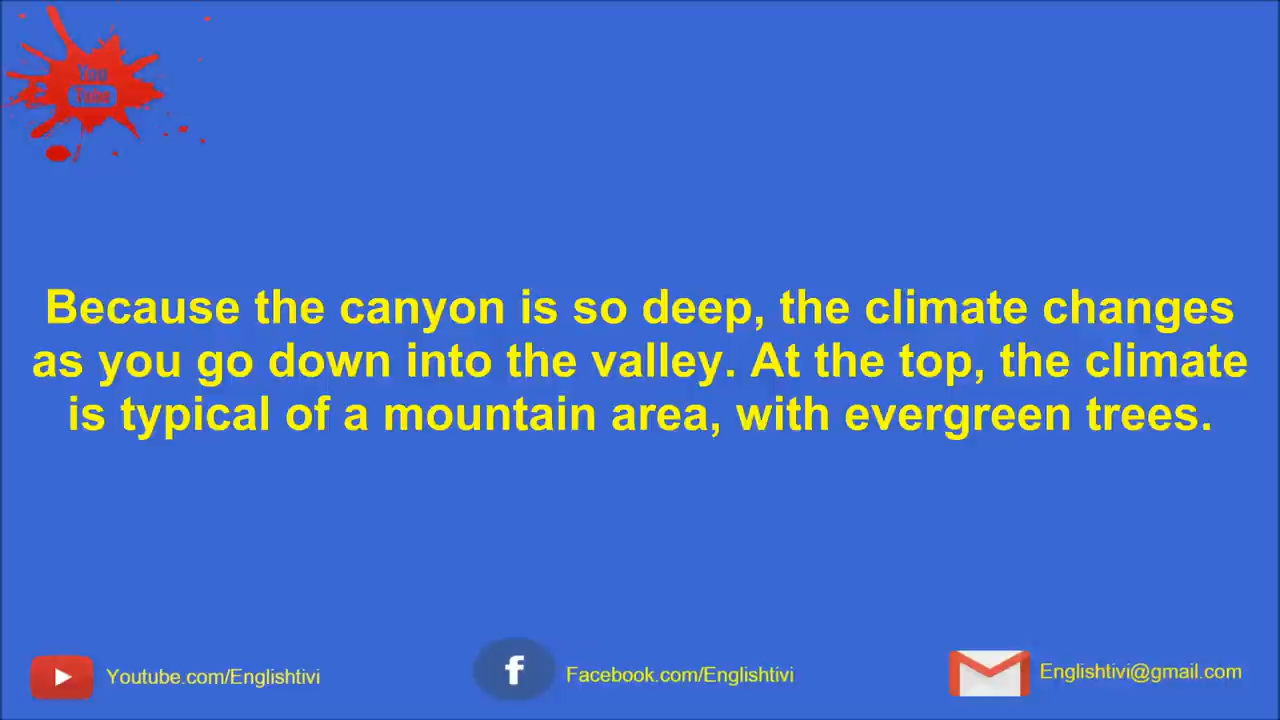 You
Tube
Because the canyon is so deep, the climate changes
as you go down into the valley. At the top, the climate
is typical of a mountain area, with evergreen trees.
Youtube.com/Englishtivi
f
Facebook.com/Englishtivi
Englishtivi@gmail.com